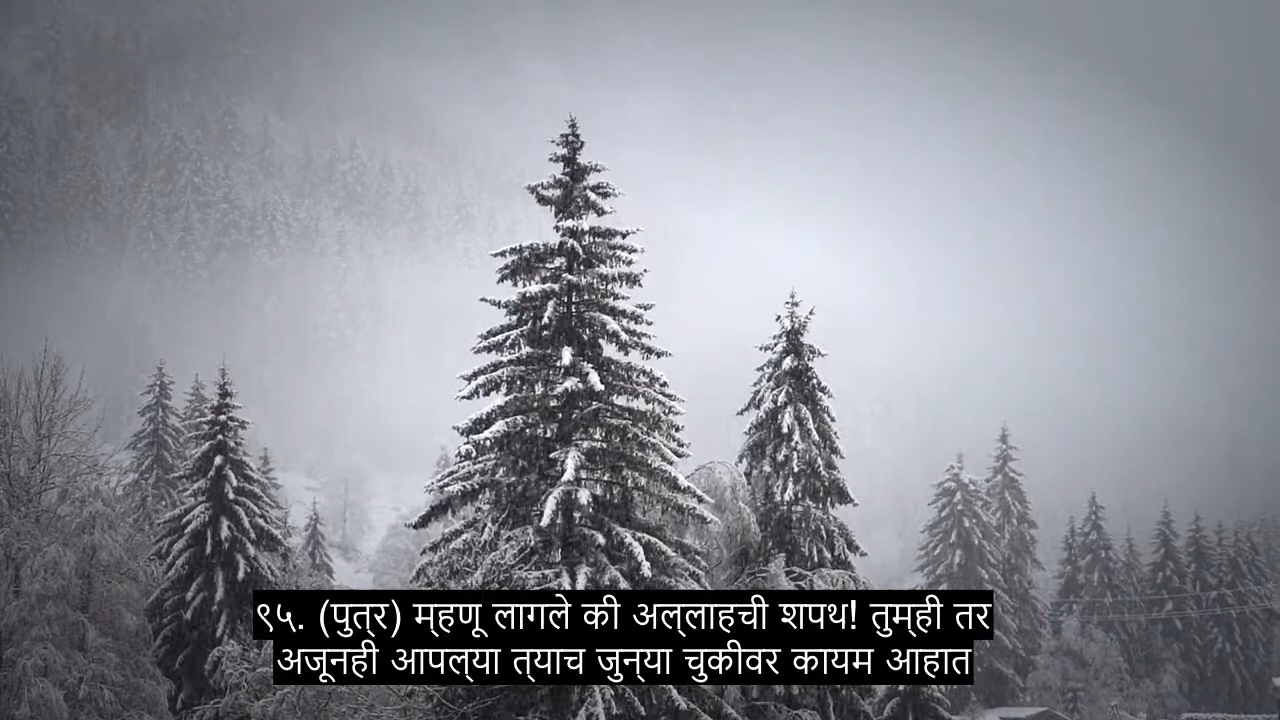 ९५. (पुत्र) म्हणू लागले की अल्लाहची शपथ! तुम्ही तर
अजूनही आपल्या त्याच जुन्या चुकीवर कायम आहात